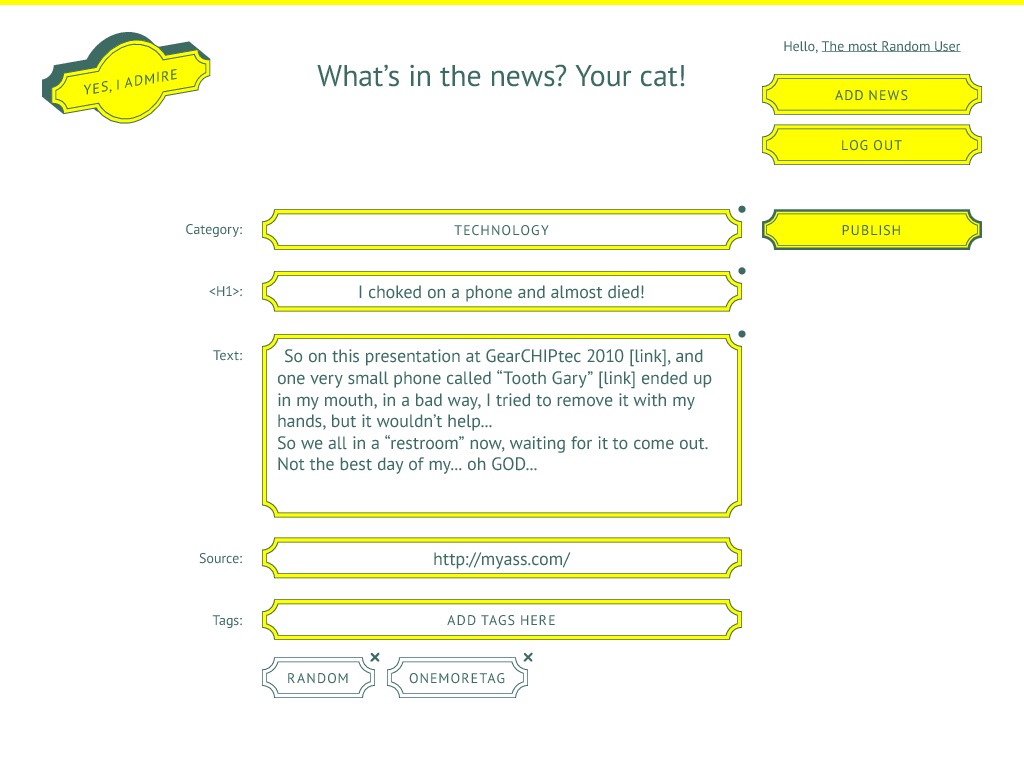 YES, I ADMIRE
What's in the news? Your cat!
Hello, The most Random User
ADD NEWS
LOG OUT
Category:
TECHNOLOGY
PUBLISH
<H1>:
I choked on a phone and almost died!
Text:
So on this presentation at GearCHIPtec 2010 [link], and
one very small phone called “Tooth Gary” [link] ended up
in my mouth, in a bad way, I tried to remove it with my
hands, but it wouldn't help...
So we all in a “restroom” now, waiting for it to come out.
Not the best day of my... oh GOD...
Source:
http://myass.com/
Tags:
ADD TAGS HERE
RANDOM
ONEMORETAG